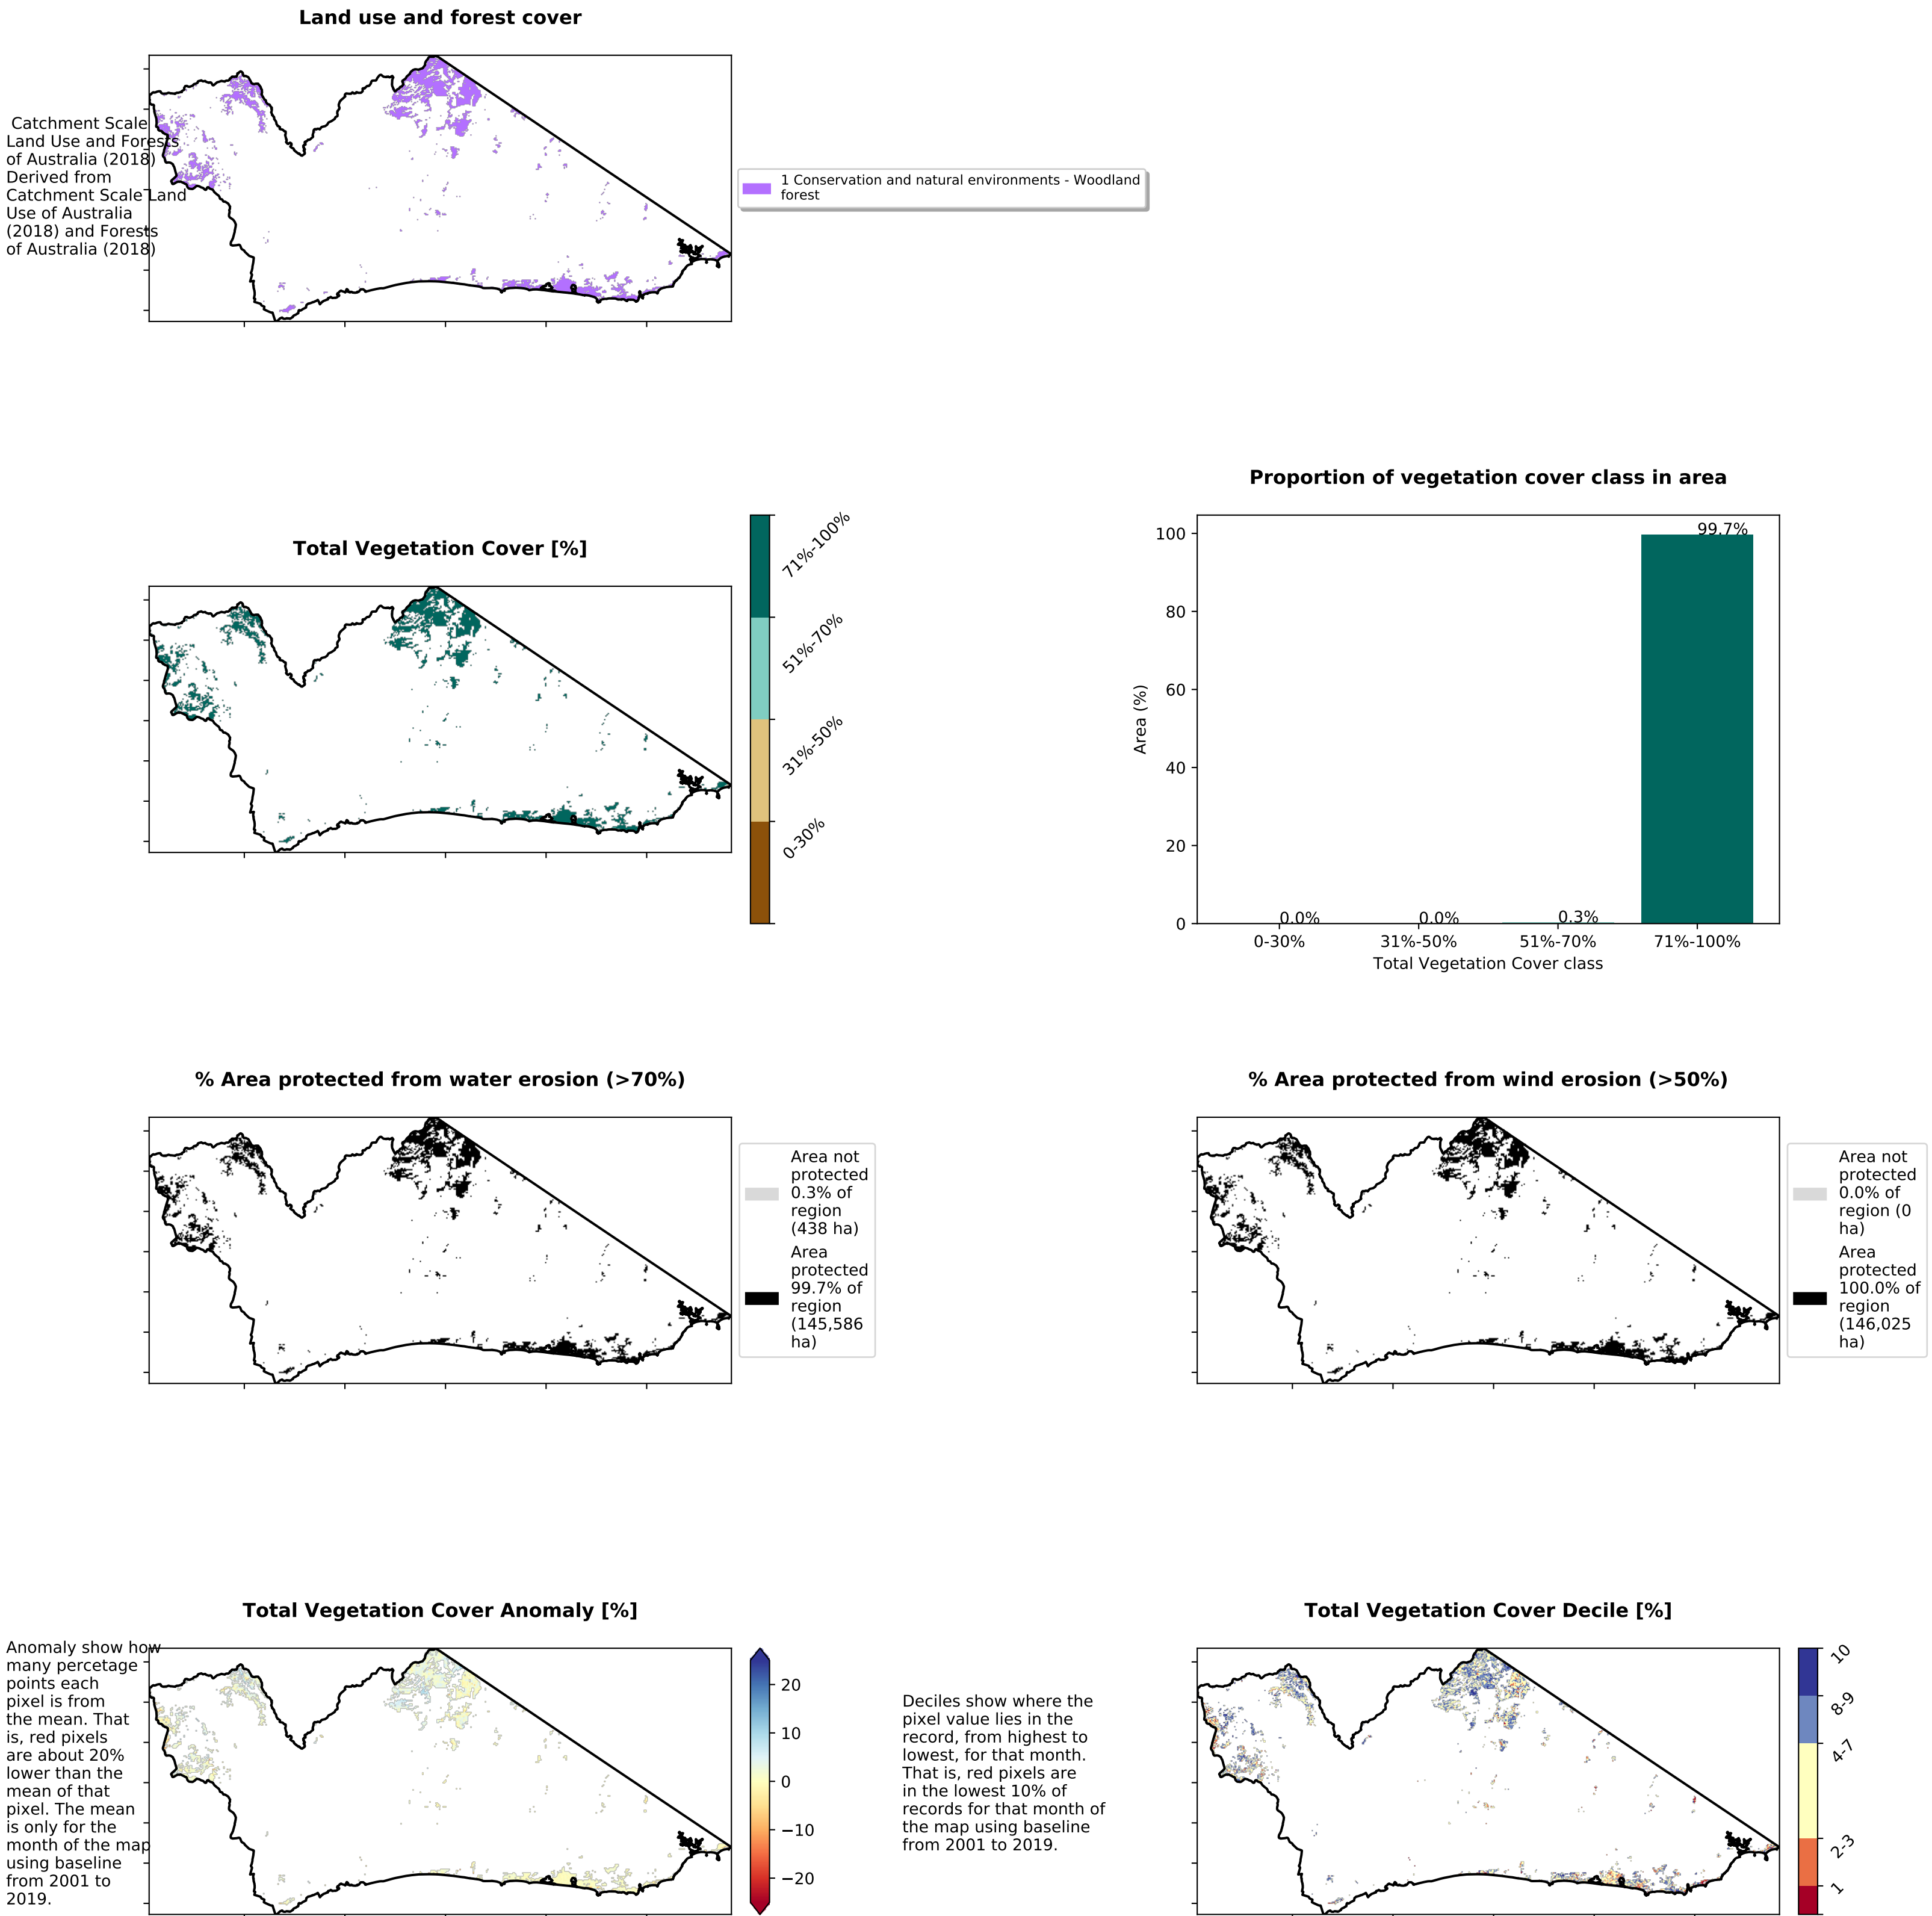 Land use and forest cover
Catchment Scale
Land Use and Forests
of Australia (2018)
Derived from
Catchment Scale Land
Use of Australia
(2018) and Forests
of Australia (2018)
1 Conservation and natural environments - Woodland
forest
Total Vegetation Cover [%]
71%-100%
51%-70%
31%-50%
0-30%
Proportion of vegetation cover class in area
Area (%)
100
80
60
40
20
0
0.0%
0.0%
0.3%
99.7%
0-30%
31%-50%
51%-70%
71%-100%
Total Vegetation Cover class
% Area protected from water erosion (>70%)
Area not
protected
0.3% of
region
(438 ha)
Area
protected
99.7% of
region
(145,586
ha)
% Area protected from wind erosion (>50%)
Area not
protected
0.0% of
region (0
ha)
Area
protected
100.0% of
region
(146,025
ha)
Total Vegetation Cover Anomaly [%]
Anomaly show how
many percetage
points each
pixel is from
the mean. That
is, red pixels
are about 20%
lower than the
mean of that
pixel. The mean
is only for the
month of the map
using baseline
from 2001 to
2019.
20
10
0
−10
−20
Total Vegetation Cover Decile [%]
Deciles show where the
pixel value lies in the
record, from highest to
lowest, for that month.
That is, red pixels are
in the lowest 10% of
records for that month of
the map using baseline
from 2001 to 2019.
10
8-9
4-7
2-3
1